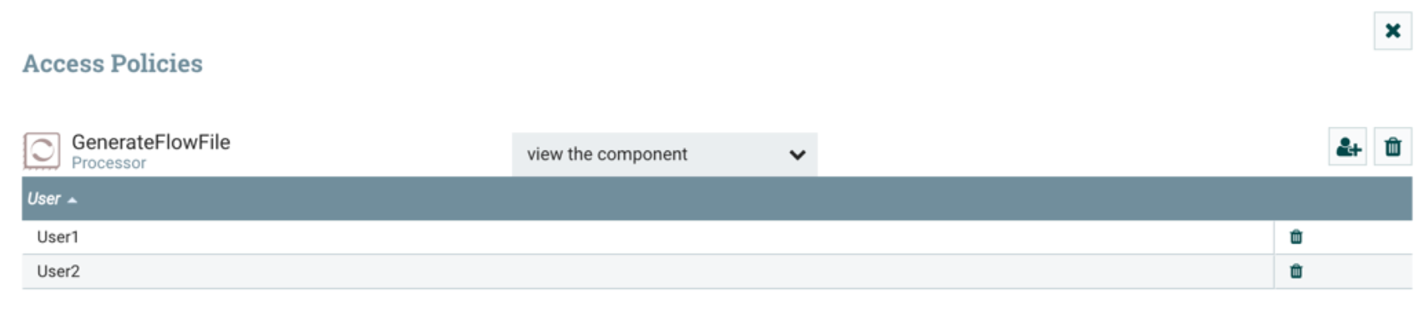 Access Policies
GenerateFlowFile
Processor
view the component
User
User1
User2